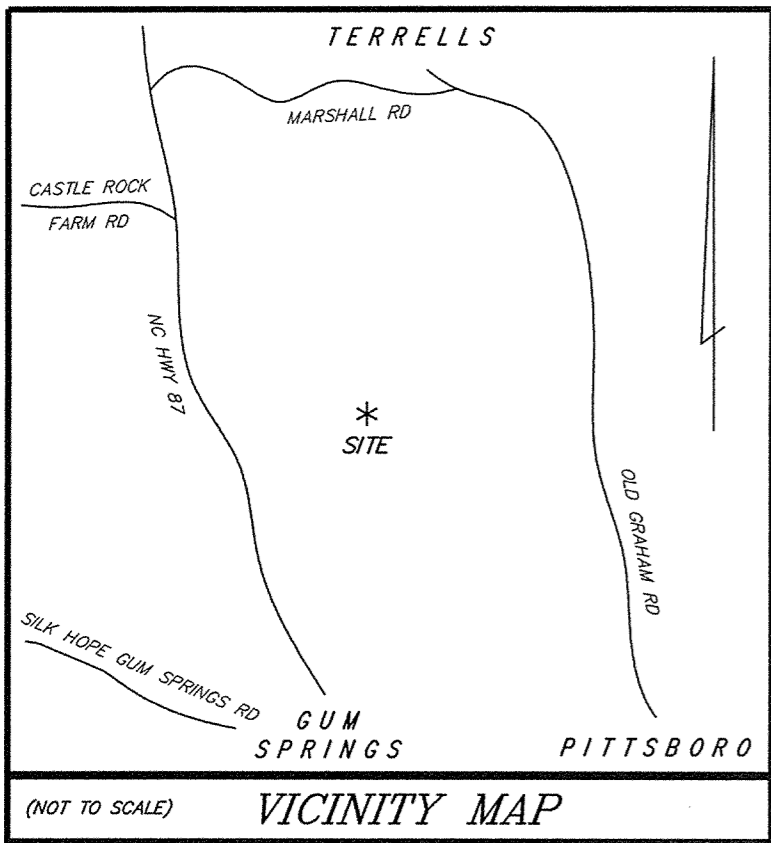 TERRELLS
MARSHALL RD
CASTLE ROCK
FARM RD
NC HWY 87
SITE
OLD GRAHAM RD
SILK HOPE GUM SPRINGS RD
GUM
SPRINGS
PITTSBORO
(NOT TO SCALE)
VICINITY MAP